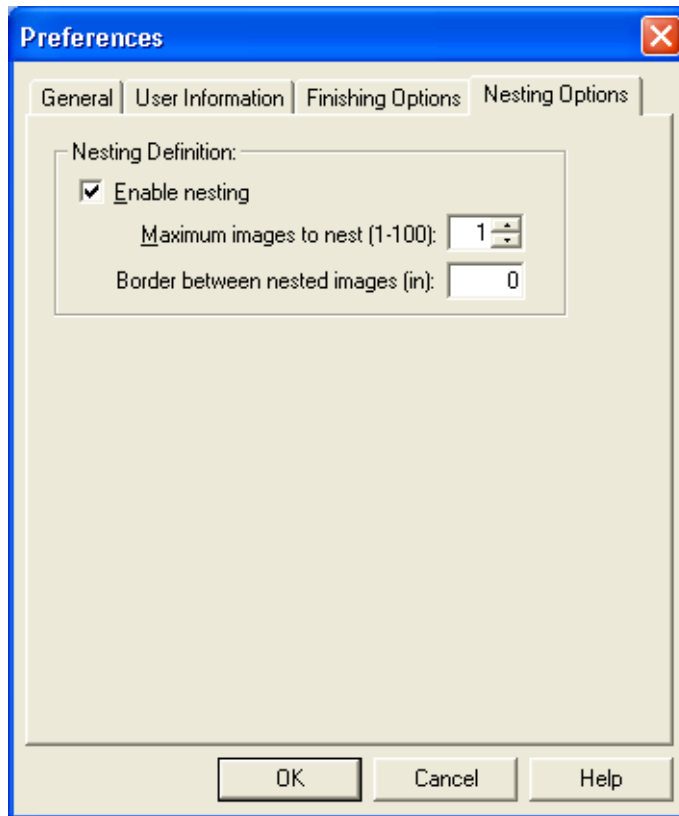 Preferences
General User Information Finishing Options Nesting Options
Nesting Definition:
Enable nesting
Maximum images to nest (1-100): 1
Border between nested images (in): 0
OK Cancel Help